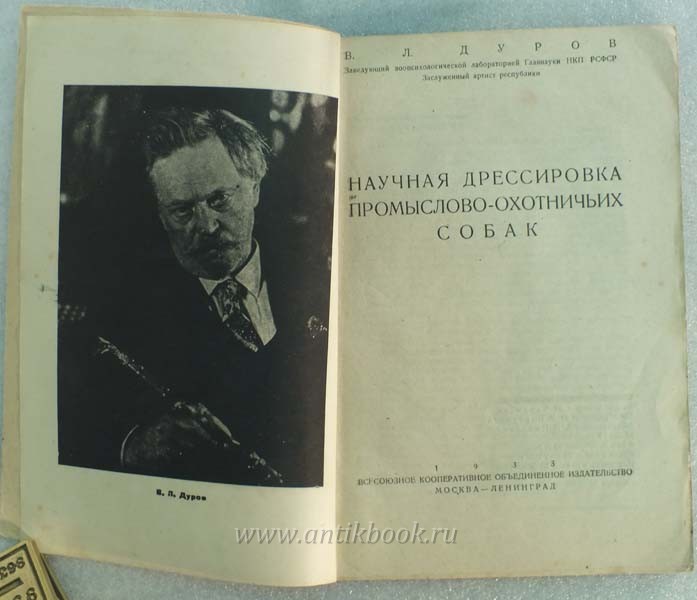 В. Л. Дуров
В. Л. ДУРОВ
Заведующий зоопсихологической лабораторией Главнауки НКП РСФСР
Заслуженный артист республики
НАУЧНАЯ ДРЕССИРОВКА
ПРОМЫСЛОВО-ОХОТНИЧЬИХ
СОБАК
1933
ВСЕСОЮЗНОЕ КООПЕРАТИВНОЕ ОБЪЕДИНЕННОЕ ИЗДАТЕЛЬСТВО
МОСКВА — ЛЕНИНГРАД
www.antikbook.ru